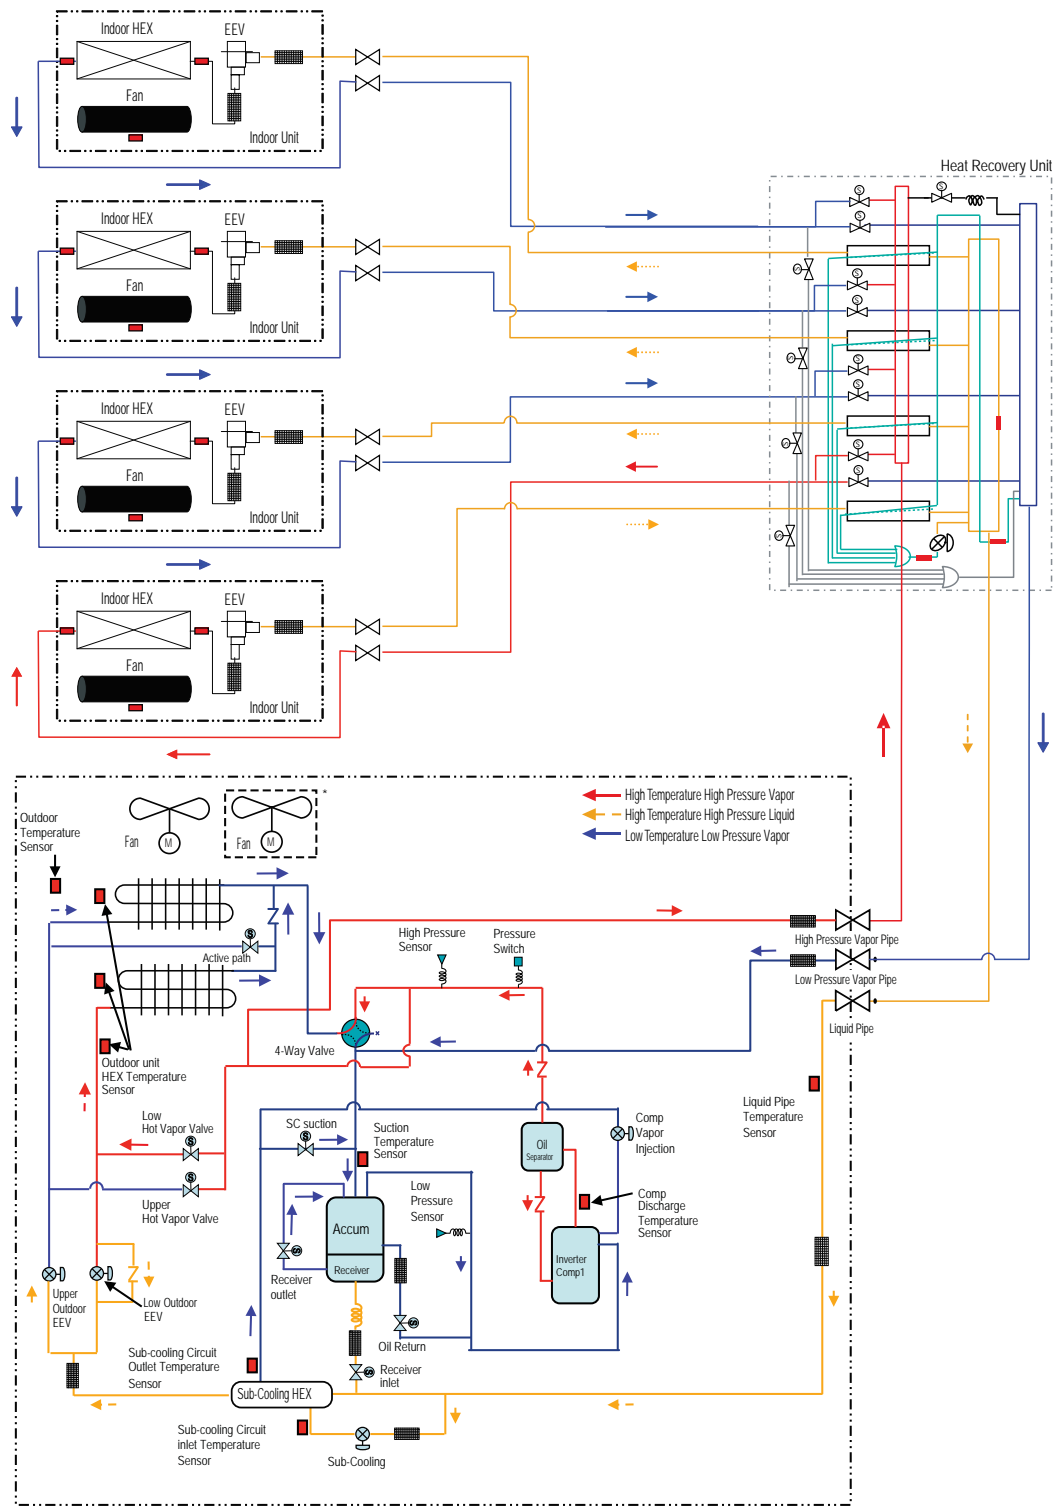 Indoor HEX
EEV
Fan
Indoor Unit
Heat Recovery Unit
S
S
S
S
Indoor HEX
EEV
Fan
Indoor Unit
S
S
S
Indoor HEX
EEV
Fan
Indoor Unit
S
S
S
S
S
Indoor HEX
EEV
Fan
Indoor Unit
*
High Temperature High Pressure Vapor
High Temperature High Pressure Liquid
Low Temperature Low Pressure Vapor
Outdoor
Temperature
Sensor
Fan
M
Fan
M
High Pressure
Sensor
Pressure
Switch
High Pressure Vapor Pipe
S
Active path
Low Pressure Vapor Pipe
Liquid Pipe
4-Way Valve
Outdoor unit
HEX Temperature
Sensor
Low
Hot Vapor Valve
S
S
Upper
Hot Vapor Valve
SC suction
S
Suction
Temperature
Sensor
Comp
Vapor
Injection
Liquid Pipe
Temperature
Sensor
Oil
Separator
Low
Pressure
Sensor
Comp
Discharge
Temperature
Sensor
Accum
Receiver
S
Receiver
outlet
Inverter
Comp1
Upper
Outdoor
EEV
Low Outdoor
EEV
S
Oil Return
Sub-cooling Circuit
Outlet Temperature
Sensor
S
Receiver
inlet
Sub-Cooling HEX
Sub-cooling Circuit
inlet Temperature
Sensor
Sub-Cooling